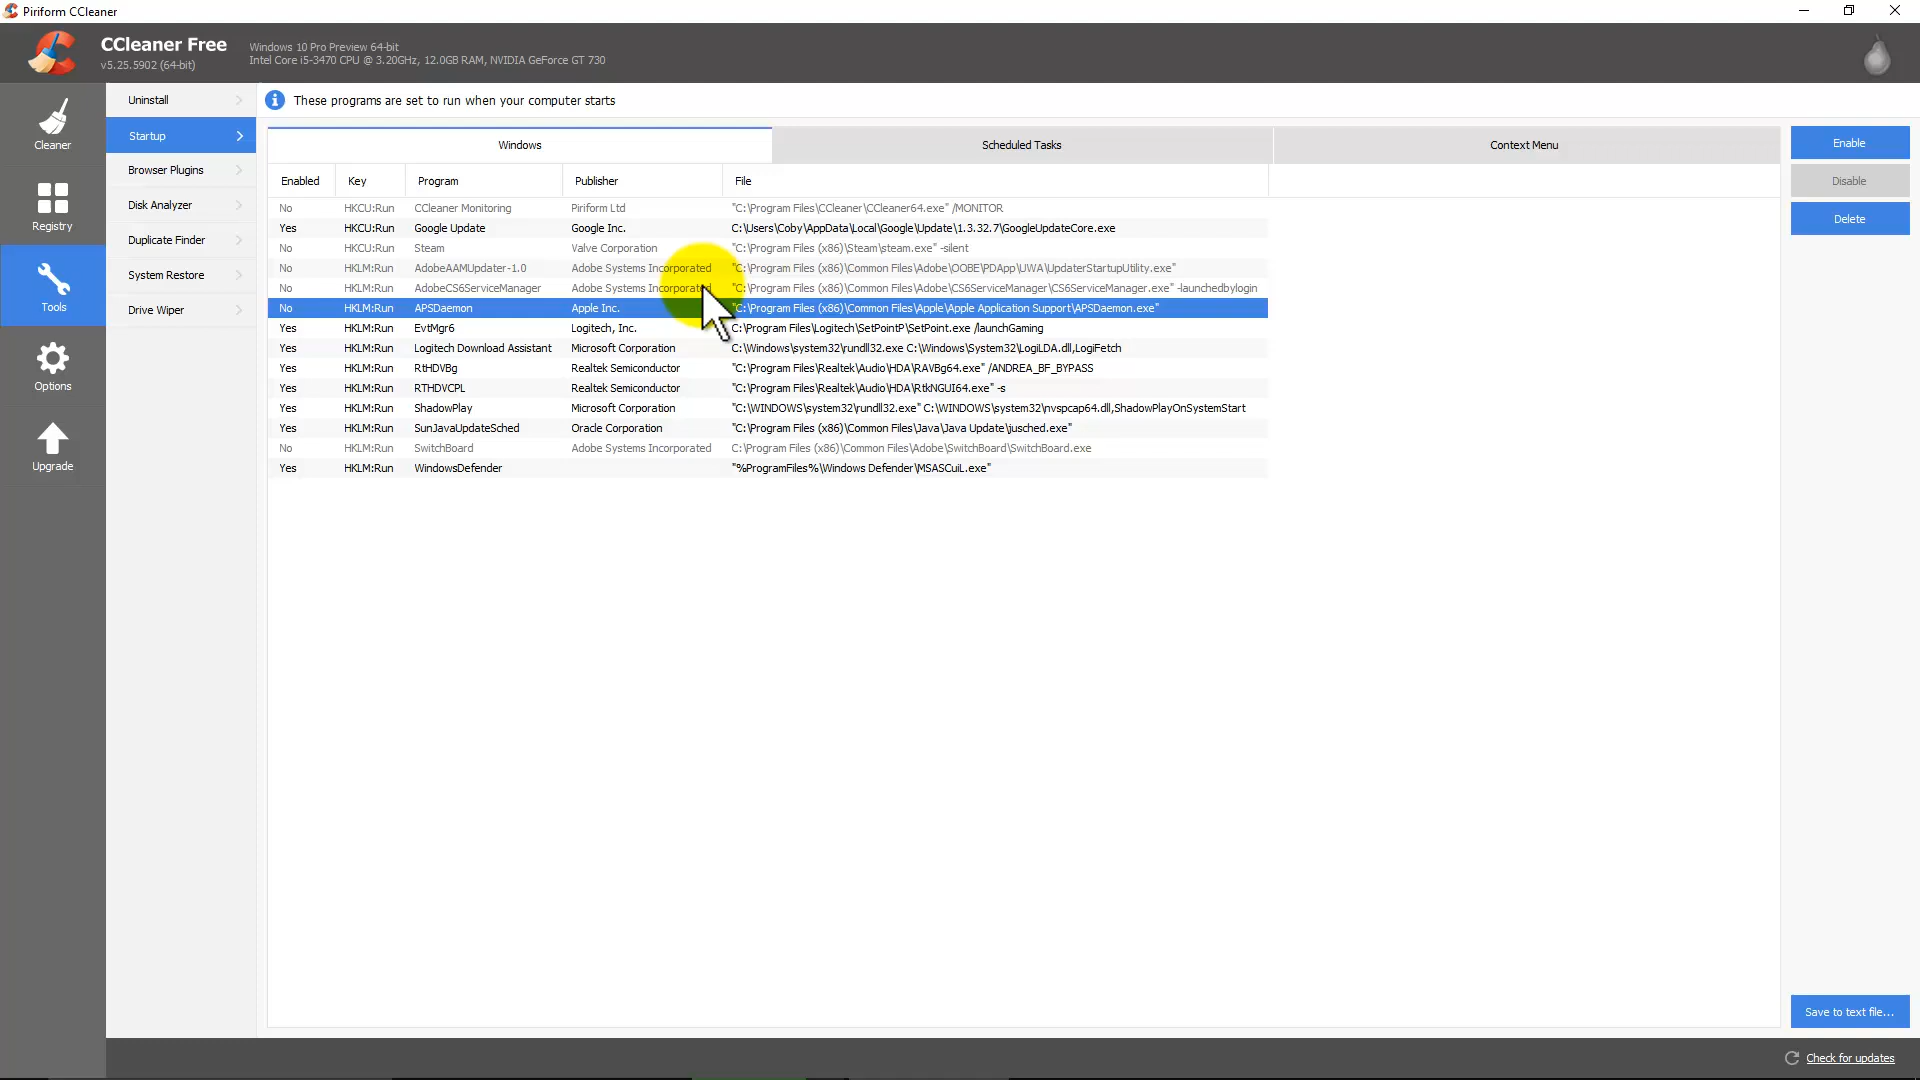 Piriform CCleaner
CCleaner Free
v5.25.5902 (64-bit)
Windows 10 Pro Preview 64-bit
Intel Core i5-3470 CPU @ 3.20GHz, 12.0GB RAM, NVIDIA GeForce GT 730
Cleaner
Registry
Tools
Options
Upgrade
Uninstall
Startup
Browser Plugins
Disk Analyzer
Duplicate Finder
System Restore
Drive Wiper
These programs are set to run when your computer starts
Windows Scheduled Tasks Context Menu
Enabled Key Program Publisher File
No HKCU:Run CCleaner Monitoring Piriform Ltd "C:\Program Files\CCleaner\CCleaner64.exe" /MONITOR
Yes HKCU:Run Google Update Google Inc. C:\Users\Coby\AppData\Local\Google\Update\1.3.32.7\GoogleUpdateCore.exe
No HKCU:Run Steam Valve Corporation "C:\Program Files (x86)\Steam\steam.exe" -silent
No HKLM:Run AdobeAAMUpdater-1.0 Adobe Systems Incorporated "C:\Program Files (x86)\Common Files\Adobe\OOBE\PDApp\UWA\UpdaterStartupUtility.exe"
No HKLM:Run AdobeCS6ServiceManager Adobe Systems Incorporated "C:\Program Files (x86)\Common Files\Adobe\CS6ServiceManager\CS6ServiceManager.exe" -launchedbylogin
No HKLM:Run APSDaemon Apple Inc. "C:\Program Files (x86)\Common Files\Apple\Apple Application Support\APSDaemon.exe"
Yes HKLM:Run EvtMgr6 Logitech, Inc. C:\Program Files\Logitech\SetPointP\SetPoint.exe /launchGaming
Yes HKLM:Run Logitech Download Assistant Microsoft Corporation C:\Windows\system32\rundll32.exe C:\Windows\System32\LogiLDA.dll,LogiFetch
Yes HKLM:Run RtHDVBg Realtek Semiconductor "C:\Program Files\Realtek\Audio\HDA\RAVBg64.exe" /ANDREA_BF_BYPASS
Yes HKLM:Run RTHDVCPL Realtek Semiconductor "C:\Program Files\Realtek\Audio\HDA\RtkNGUI64.exe" -s
Yes HKLM:Run ShadowPlay Microsoft Corporation "C:\WINDOWS\system32\rundll32.exe" C:\WINDOWS\system32\nvspcap64.dll,ShadowPlayOnSystemStart
Yes HKLM:Run SunJavaUpdateSched Oracle Corporation "C:\Program Files (x86)\Common Files\Java\Java Update\jusched.exe"
No HKLM:Run SwitchBoard Adobe Systems Incorporated C:\Program Files (x86)\Common Files\Adobe\SwitchBoard\SwitchBoard.exe
Yes HKLM:Run WindowsDefender "%ProgramFiles%\Windows Defender\MSASCuiL.exe"
Enable
Disable
Delete
Save to text file...
Check for updates